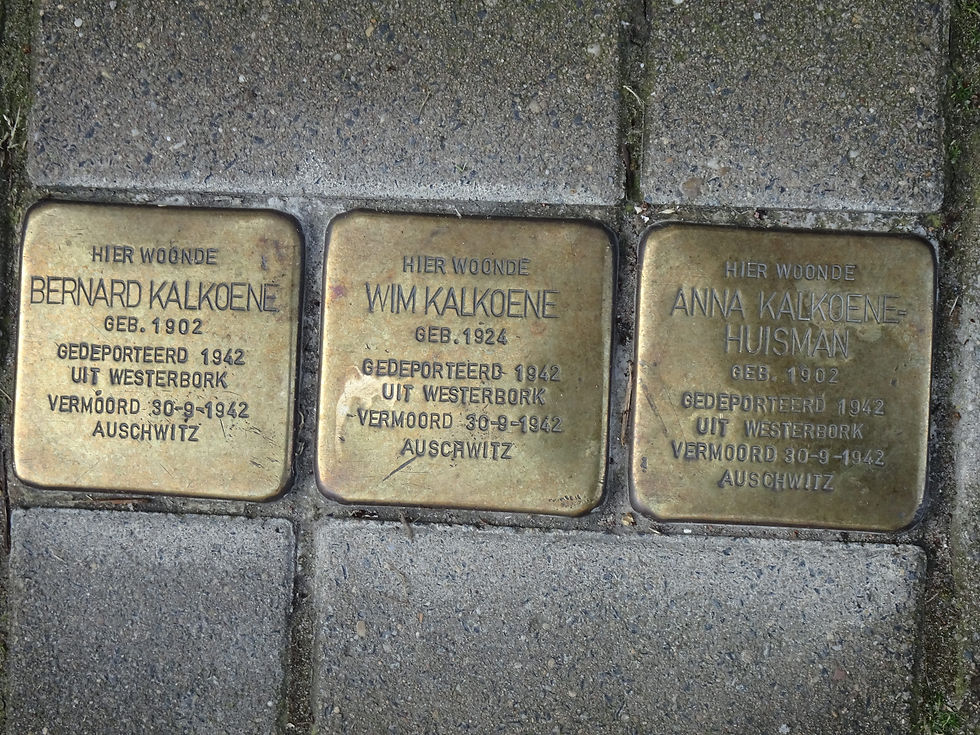 HIER WOONDE
BERNARD KALKOENE
GEB. 1902
GEDEPORTEERD 1942
UIT WESTERBORK
VERMOORD 30-9-1942
AUSCHWITZ
HIER WOONDE
WIM KALKOENE
GEB. 1924
GEDEPORTEERD 1942
UIT WESTERBORK
VERMOORD 30-9-1942
AUSCHWITZ
HIER WOONDE
ANNA KALKOENE-
HUISMAN
GEB. 1902
GEDEPORTEERD 1942
UIT WESTERBORK
VERMOORD 30-9-1942
AUSCHWITZ